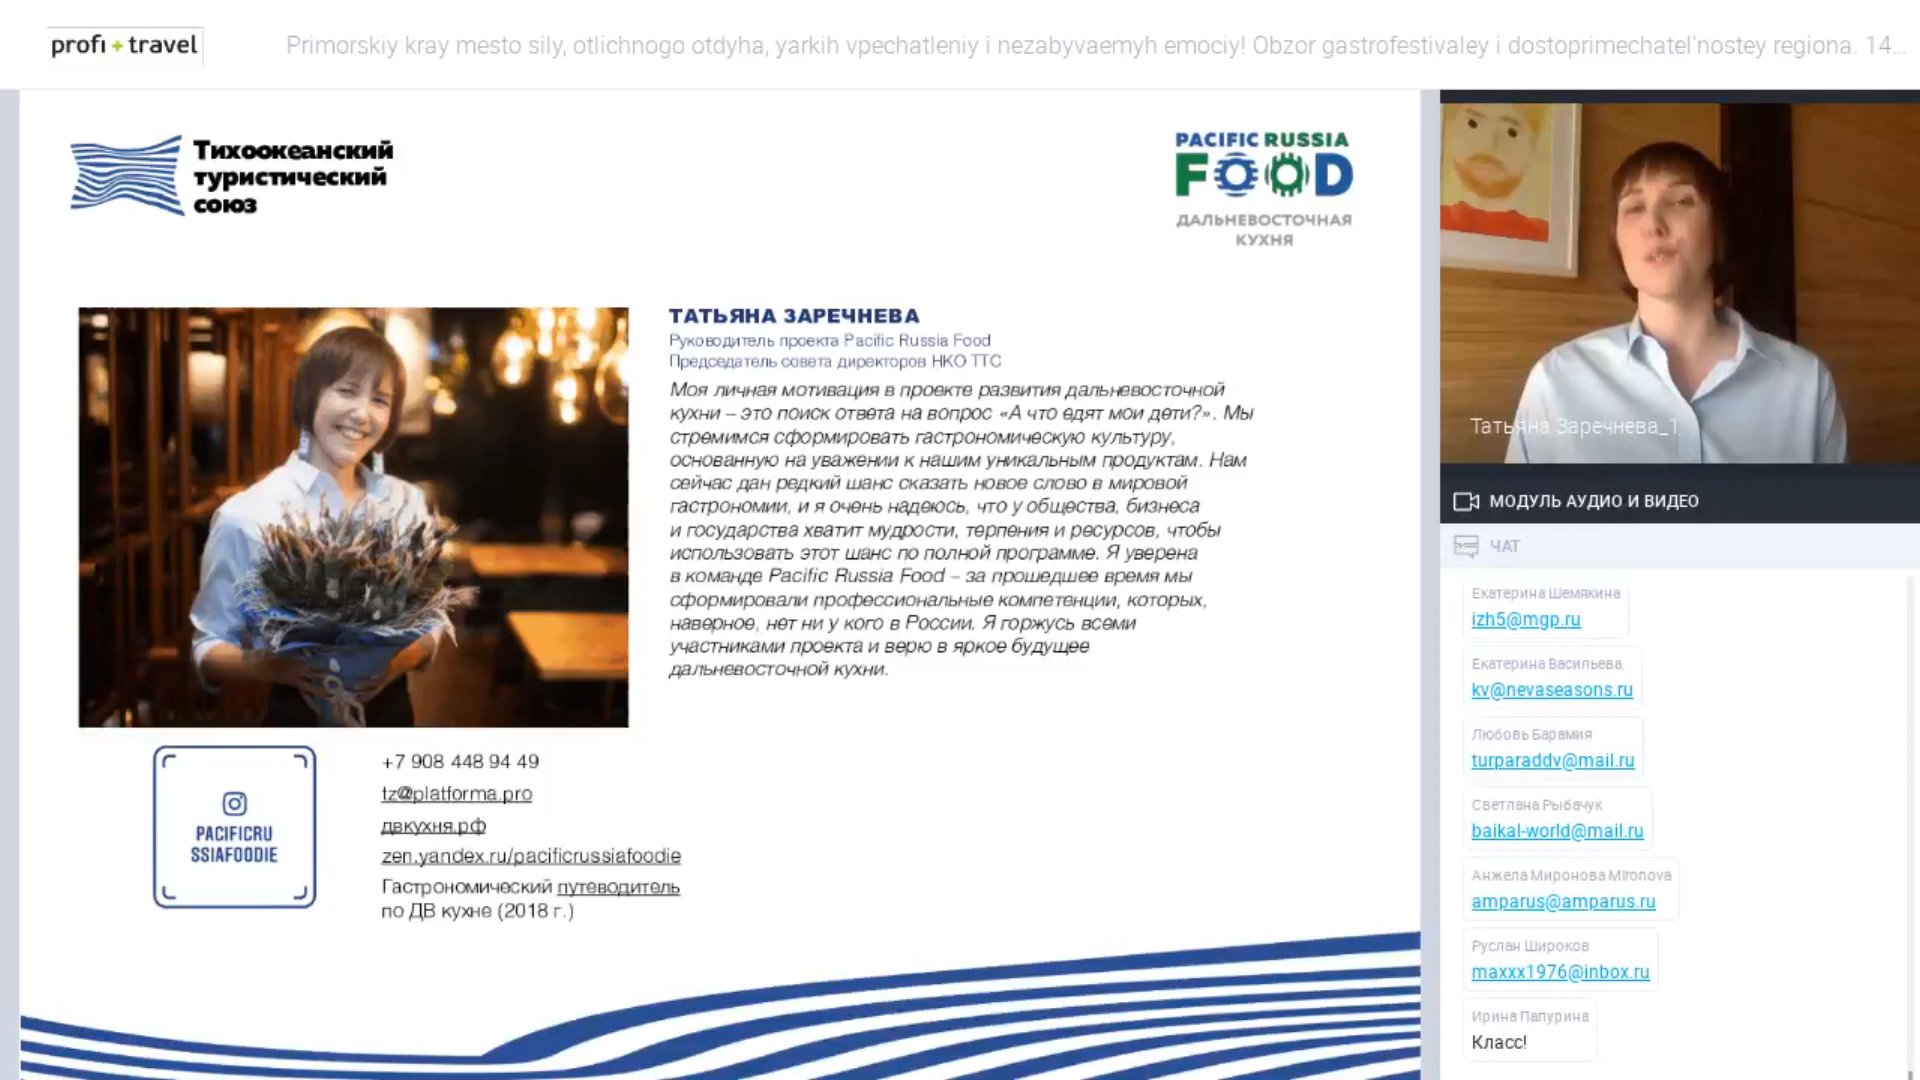 profi + travel
Primorskiy kray mesto sily, otlichnogo otdyha, yarkih vpechatleniy i nezabyvaemyh emociy! Obzor gastrofestivaley i dostoprimechatel'nostey regiona. 14...
Тихоокеанский
туристический
союз
PACIFIC RUSSIA
FOOD
ДАЛЬНЕВОСТОЧНАЯ
КУХНЯ
ТАТЬЯНА ЗАРЕЧНЕВА
Руководитель проекта Pacific Russia Food
Председатель совета директоров НКО ТТС
Моя личная мотивация в проекте развития дальневосточной
кухни – это поиск ответа на вопрос «А что едят мои дети?». Мы
стремимся сформировать гастрономическую культуру,
основанную на уважении к нашим уникальным продуктам. Нам
сейчас дан редкий шанс сказать новое слово в мировой
гастрономии, и я очень надеюсь, что у общества, бизнеса
и государства хватит мудрости, терпения и ресурсов, чтобы
использовать этот шанс по полной программе. Я уверена
в команде Pacific Russia Food – за прошедшее время мы
сформировали профессиональные компетенции, которых,
наверное, нет ни у кого в России. Я горжусь всеми
участниками проекта и верю в яркое будущее
дальневосточной кухни.
PACIFICRU
SSIAFOODIE
+7 908 448 94 49
tz@platforma.pro
двкухня.рф
zen.yandex.ru/pacificrussiafoodie
Гастрономический путеводитель
по ДВ кухне (2018 г.)
Татьяна Заречнева_1
МОДУЛЬ АУДИО И ВИДЕО
ЧАТ
Екатерина Шемякина
izh5@mgp.ru
Екатерина Васильева
kv@nevaseasons.ru
Любовь Барамия
turparaddv@mail.ru
Светлана Рыбачук
baikal-world@mail.ru
Анжела Миронова Mironova
amparus@amparus.ru
Руслан Широков
maxxx1976@inbox.ru
Ирина Папурина
Класс!